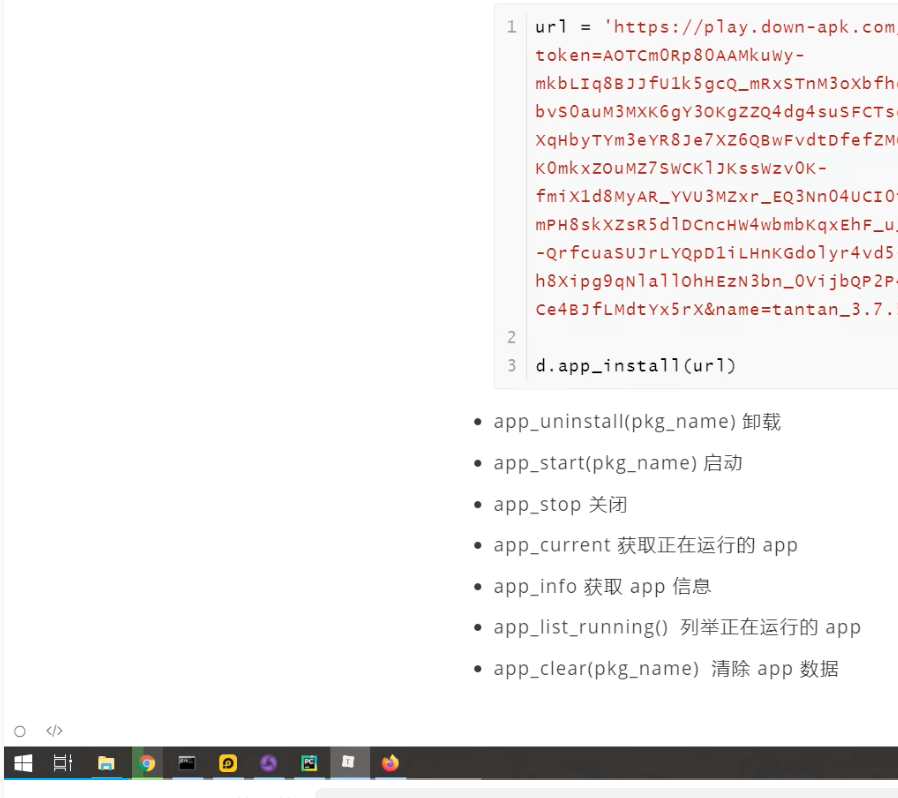 1 url = 'https://play.down-apk.com
token=AOTCm0Rp80AAMkuWy-
mkbLIq8BJJfU1k5gcQ_mRxSTnM3oXbfh
bvS0auM3MXK6gY3OKgZZQ4dg4suSFCTs
XqHbyTYm3eYR8Je7XZ6QBwFvdtDfefZM
K0mkxZOuMZ7SWCKlJKssWzv0K-
fmiX1d8MyAR_YVU3MZxr_EQ3Nn04UCI0
mPH8skXZsR5dlDCncHW4wbmbKqxEhF_u
-QrfcuaSUJrLYQpD1iLHnKGdolyr4vd5
h8Xipg9qNlallOhHEzN3bn_0VijbQP2P
Ce4BJfLMdtYx5rX&name=tantan_3.7.
2
3 d.app_install(url)
• app_uninstall(pkg_name) 卸载
• app_start(pkg_name) 启动
• app_stop 关闭
• app_current 获取正在运行的 app
• app_info 获取 app 信息
• app_list_running() 列举正在运行的 app
• app_clear(pkg_name) 清除 app 数据